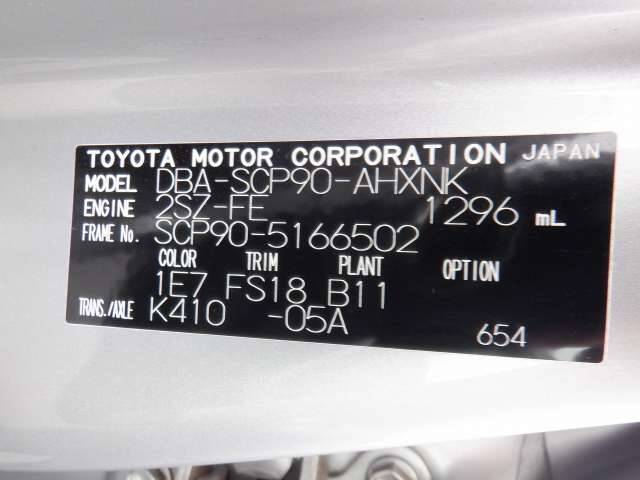 TOYOTA MOTOR CORPORATION JAPAN
MODEL DBA-SCP90-AHXNK
ENGINE 2SZ-FE 1296 mL
FRAME No. SCP90-5166502
COLOR TRIM PLANT OPTION
1E7 FS18 B11
TRANS./AXLE K410 -05A
654